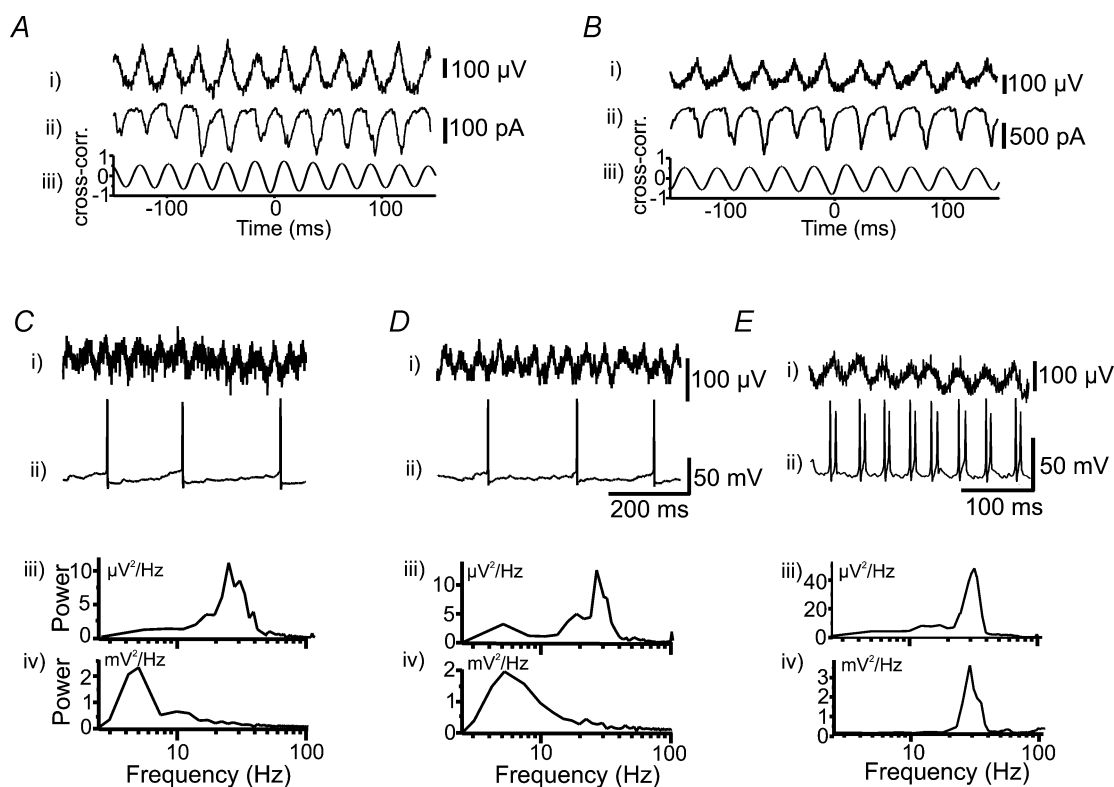 A
B
i)
100 µV
i)
100 µV
ii)
100 pA
ii)
500 pA
cross-corr.
1
0
-1
iii)
cross-corr.
1
0
-1
iii)
-100
0
100
Time (ms)
-100
0
100
Time (ms)
C
D
E
i)
i)
100 µV
i)
100 µV
ii)
ii)
50 mV
200 ms
ii)
50 mV
100 ms
iii)
Power
10
5
0
µV²/Hz
iii)
10
5
0
µV²/Hz
iii)
40
20
0
µV²/Hz
iv)
Power
2
1
0
mV²/Hz
iv)
2
1
0
mV²/Hz
iv)
3
2
1
0
mV²/Hz
10
100
10
100
10
100
Frequency (Hz)
Frequency (Hz)
Frequency (Hz)